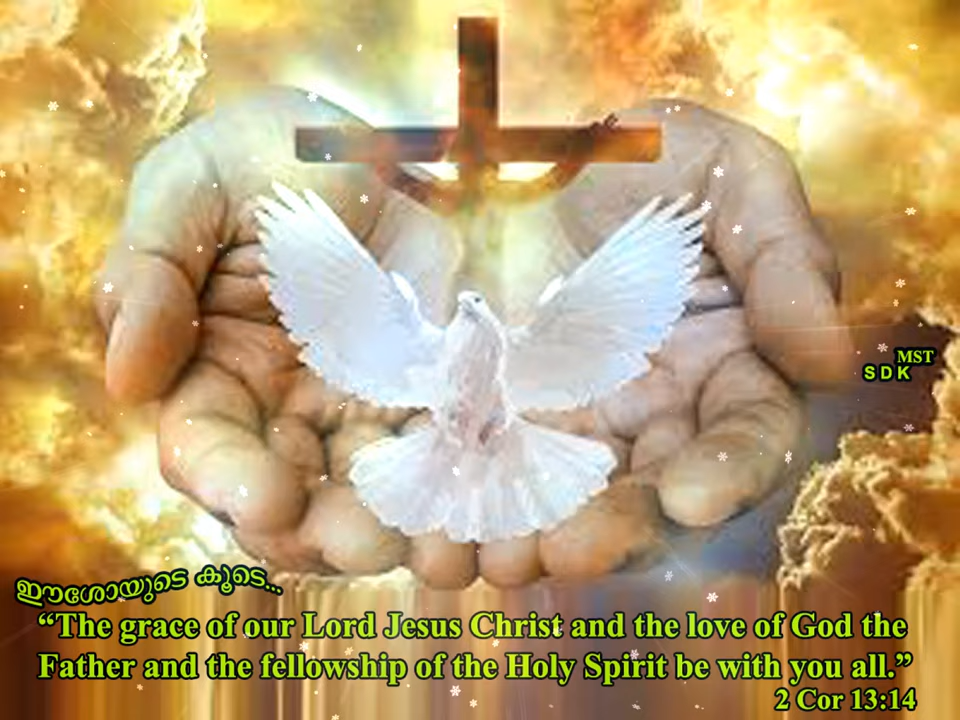 MST
S D K
ഈശോയുടെ കൂടെ...
“The grace of our Lord Jesus Christ and the love of God the
Father and the fellowship of the Holy Spirit be with you all.”
2 Cor 13:14